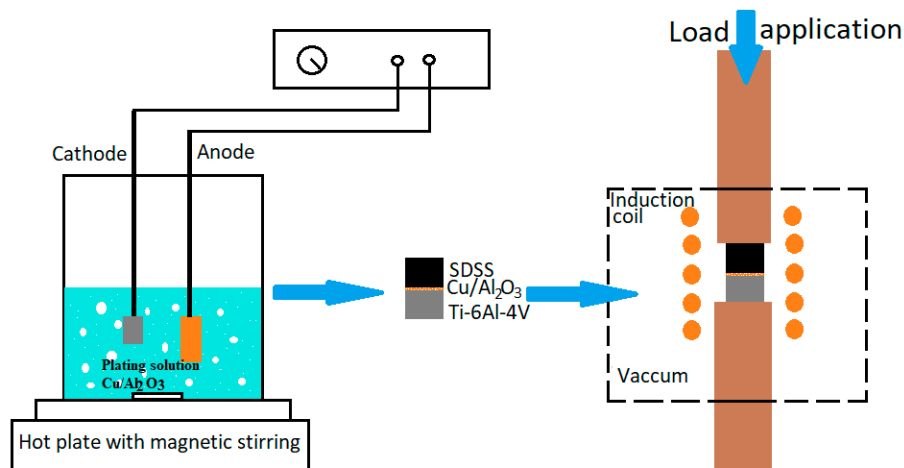 Load application
Cathode
Anode
Induction
coil
SDSS
Cu/Al₂O₃
Ti-6Al-4V
Plating solution
Cu/Al₂O₃
Vaccum
Hot plate with magnetic stirring